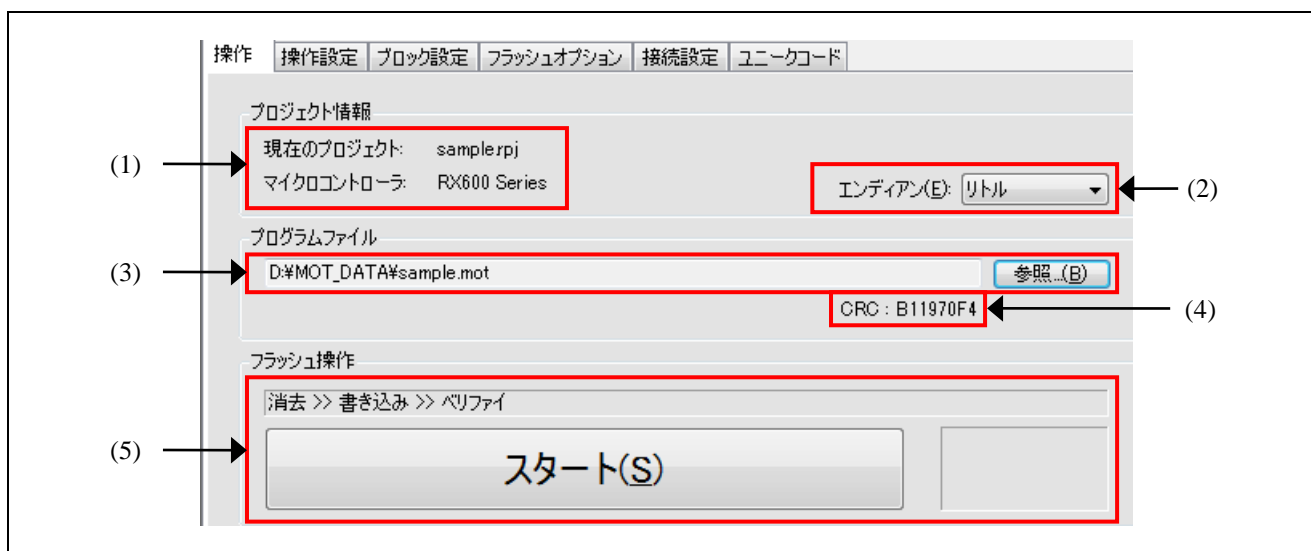 操作 操作設定 ブロック設定 フラッシュオプション 接続設定 ユニークコード
プロジェクト情報
(1)
現在のプロジェクト: sample.rpj
マイクロコントローラ: RX600 Series
エンディアン(E): リトル
(2)
プログラムファイル
(3)
D:¥MOT_DATA¥sample.mot
参照...(B)
CRC : B11970F4
(4)
フラッシュ操作
消去 >> 書き込み >> ベリファイ
(5)
スタート(S)